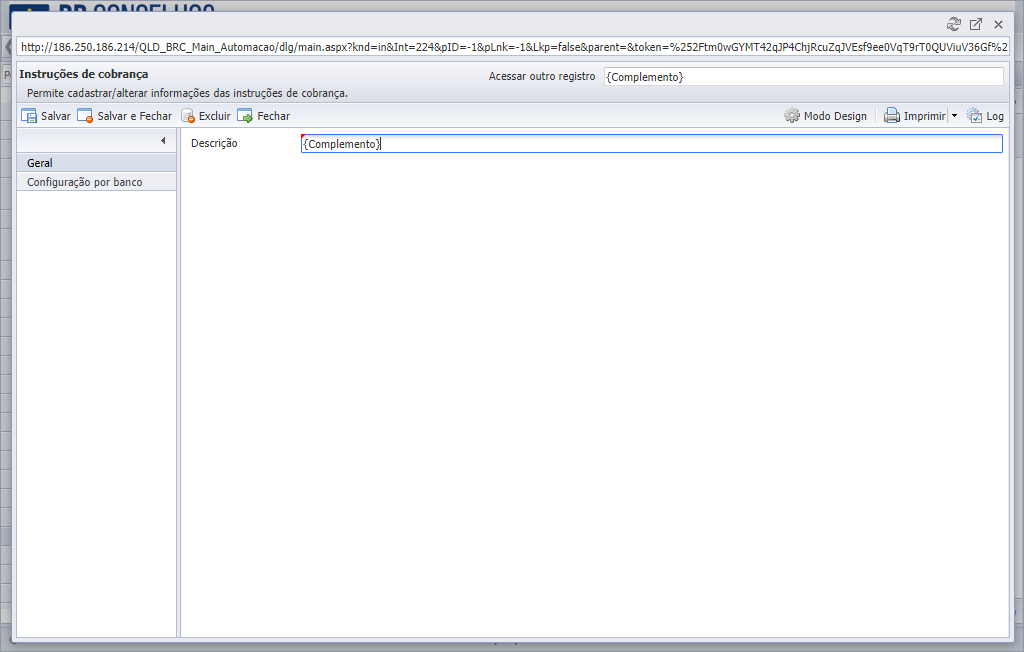 BR CONSELHOS
http://186.250.186.214/QLD_BRC_Main_Automacao/dlg/main.aspx?knd=in&Int=224&pID=-1&pLnk=-1&Lkp=false&parent=&token=%252Ftm0wGYMT42qJP4ChjRcuZqJVEsf9ee0VqT9rT0QUViuV36Gf%2
Instruções de cobrança
Acessar outro registro {Complemento}
Permite cadastrar/alterar informações das instruções de cobrança.
Salvar Salvar e Fechar Excluir Fechar Modo Design Imprimir Log
Descrição {Complemento}
Geral
Configuração por banco